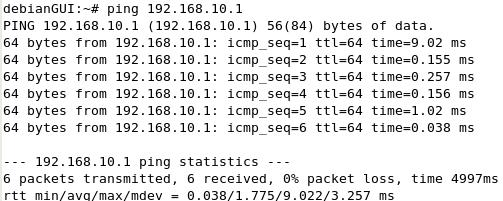 debianGUI:~# ping 192.168.10.1
PING 192.168.10.1 (192.168.10.1) 56(84) bytes of data.
64 bytes from 192.168.10.1: icmp_seq=1 ttl=64 time=9.02 ms
64 bytes from 192.168.10.1: icmp_seq=2 ttl=64 time=0.155 ms
64 bytes from 192.168.10.1: icmp_seq=3 ttl=64 time=0.257 ms
64 bytes from 192.168.10.1: icmp_seq=4 ttl=64 time=0.156 ms
64 bytes from 192.168.10.1: icmp_seq=5 ttl=64 time=1.02 ms
64 bytes from 192.168.10.1: icmp_seq=6 ttl=64 time=0.038 ms
--- 192.168.10.1 ping statistics ---
6 packets transmitted, 6 received, 0% packet loss, time 4997ms
rtt min/avg/max/mdev = 0.038/1.775/9.022/3.257 ms